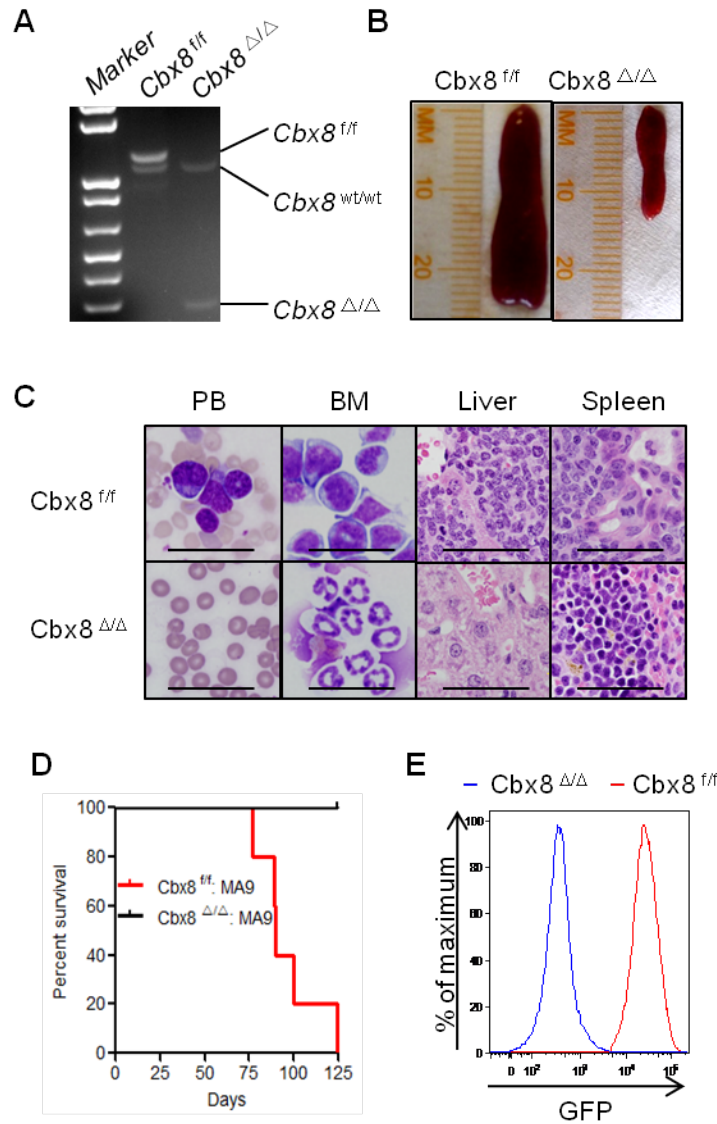 A
Marker
Cbx8 f/f
Cbx8 △/△
Cbx8 f/f
Cbx8 wt/wt
Cbx8 △/△
B
Cbx8 f/f
Cbx8 △/△
MM
10
20
MM
10
20
C
PB
BM
Liver
Spleen
Cbx8 f/f
Cbx8 △/△
D
100
80
60
40
20
0
Cbx8 f/f: MA9
Cbx8 △/△: MA9
Percent survival
0
25
50
75
100
125
Days
E
Cbx8 △/△
Cbx8 f/f
100
80
60
40
20
0
% of maximum
0
10²
10³
10⁴
10⁵
GFP